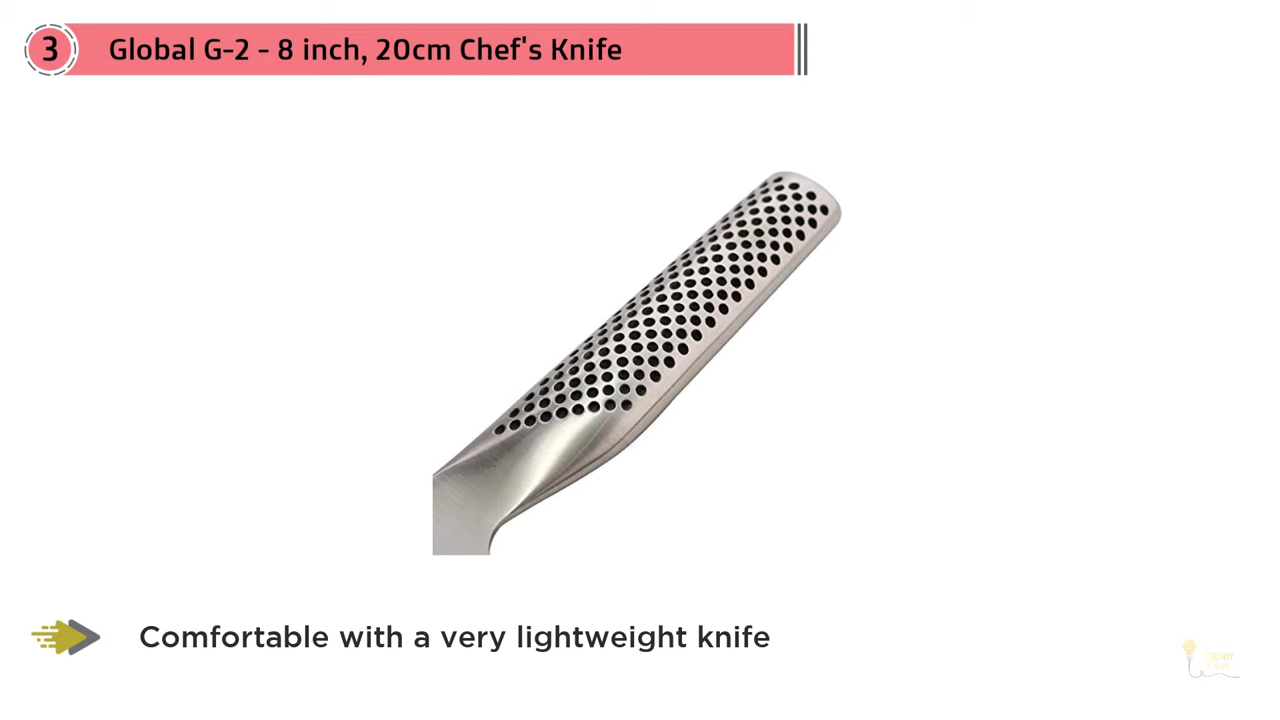 3
Global G-2 - 8 inch, 20cm Chef's Knife
Comfortable with a very lightweight knife